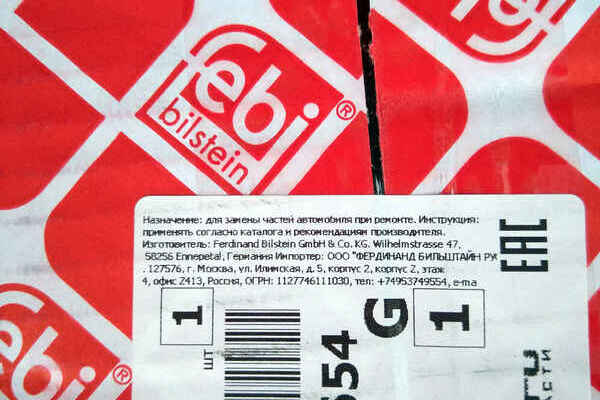 febi®
bilstein
Назначение: для замены частей автомобиля при ремонте. Инструкция:
применять согласно каталога и рекомендациям производителя.
Изготовитель: Ferdinand Bilstein GmbH & Co. KG. Wilhelmstrasse 47,
58256 Ennepetal, Германия Импортер: ООО "ФЕРДИНАНД БИЛЬШТАЙН РУ
. 127576, г. Москва, ул. Илимская, д. 5, корпус 2, корпус 2, этаж
4, офис Z413, Россия, ОГРН: 1127746111030, тел: +74953749554, e-ma
EAC
1
ШТ
554
G
1
ЧАСТИ
febi®